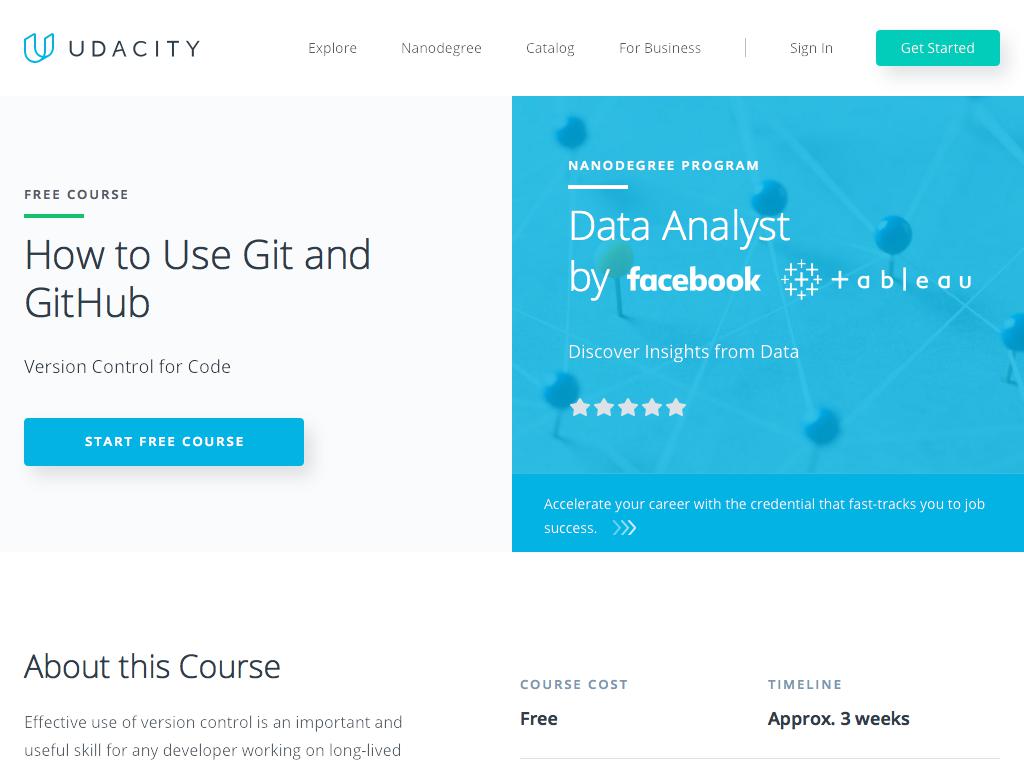 UDACITY
Explore
Nanodegree
Catalog
For Business
Sign In
Get Started
FREE COURSE
How to Use Git and
GitHub
Version Control for Code
START FREE COURSE
NANODEGREE PROGRAM
Data Analyst
by facebook +ableau
Discover Insights from Data
Accelerate your career with the credential that fast-tracks you to job
success.
About this Course
Effective use of version control is an important and
useful skill for any developer working on long-lived
COURSE COST
Free
TIMELINE
Approx. 3 weeks